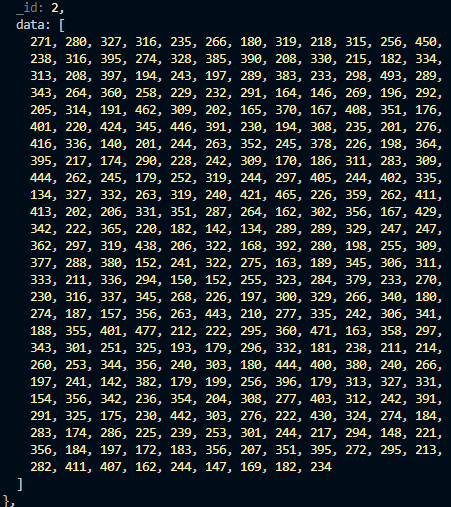 _id: 2,
data: [
271, 280, 327, 316, 235, 266, 180, 319, 218, 315, 256, 450,
238, 316, 395, 274, 328, 385, 390, 208, 330, 215, 182, 334,
313, 208, 397, 194, 243, 197, 289, 383, 233, 298, 493, 289,
343, 264, 360, 258, 229, 232, 291, 164, 146, 269, 196, 292,
205, 314, 191, 462, 309, 202, 165, 370, 167, 408, 351, 176,
401, 220, 424, 345, 446, 391, 230, 194, 308, 235, 201, 276,
416, 336, 140, 201, 244, 263, 352, 245, 378, 226, 198, 364,
395, 217, 174, 290, 228, 242, 309, 170, 186, 311, 283, 309,
444, 262, 245, 179, 252, 319, 244, 297, 405, 244, 402, 335,
134, 327, 332, 263, 319, 240, 421, 465, 226, 359, 262, 411,
413, 202, 206, 331, 351, 287, 264, 162, 302, 356, 167, 429,
342, 222, 365, 220, 182, 142, 134, 289, 289, 329, 247, 247,
362, 297, 319, 438, 206, 322, 168, 392, 280, 198, 255, 309,
377, 288, 380, 152, 241, 322, 275, 163, 189, 345, 306, 311,
333, 211, 336, 294, 150, 152, 255, 323, 284, 379, 233, 270,
230, 316, 337, 345, 268, 226, 197, 300, 329, 266, 340, 180,
274, 187, 157, 356, 263, 443, 210, 277, 335, 242, 306, 341,
188, 355, 401, 477, 212, 222, 295, 360, 471, 163, 358, 297,
343, 301, 251, 325, 193, 179, 296, 332, 181, 238, 211, 214,
260, 253, 344, 356, 240, 303, 180, 444, 400, 380, 240, 266,
197, 241, 142, 382, 179, 199, 256, 396, 179, 313, 327, 331,
154, 356, 342, 236, 354, 204, 308, 277, 403, 312, 242, 391,
291, 325, 175, 230, 442, 303, 276, 222, 430, 324, 274, 184,
283, 174, 286, 225, 239, 253, 301, 244, 217, 294, 148, 221,
356, 184, 197, 172, 183, 356, 207, 351, 395, 272, 295, 213,
282, 411, 407, 162, 244, 147, 169, 182, 234
]
},